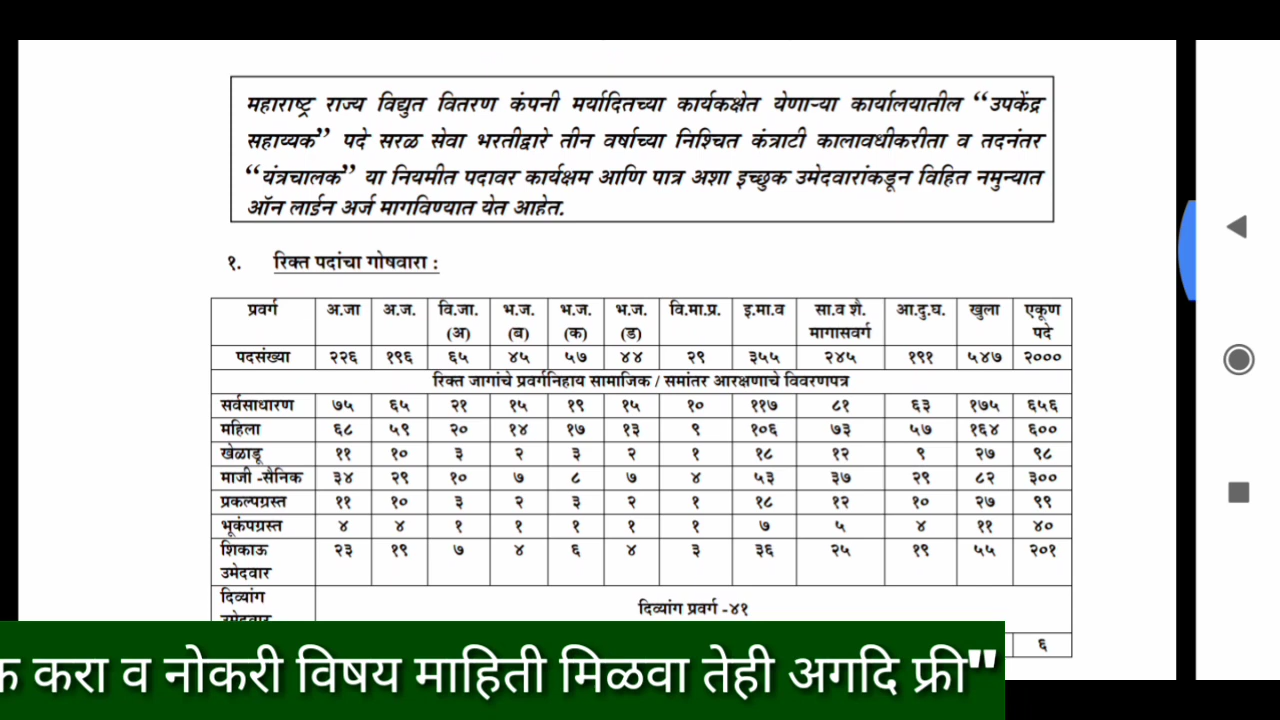 महाराष्ट्र राज्य विद्युत वितरण कंपनी मर्यादितच्या कार्यकक्षेत येणाऱ्या कार्यालयातील “उपकेंद्र
सहाय्यक” पदे सरळ सेवा भरतीद्वारे तीन वर्षाच्या निश्चित कंत्राटी कालावधीकरीता व तदनंतर
“यंत्रचालक” या नियमीत पदावर कार्यक्षम आणि पात्र अशा इच्छुक उमेदवारांकडून विहित नमुन्यात
ऑन लाईन अर्ज मागविण्यात येत आहेत.
१. रिक्त पदांचा गोषवारा :
प्रवर्ग अ.जा अ.ज. वि.जा. (अ) भ.ज. (ब) भ.ज. (क) भ.ज. (ड) वि.मा.प्र. इ.मा.व सा.व शै. मागासवर्ग आ.दु.घ. खुला एकूण पदे
पदसंख्या २२६ १९६ ६५ ४५ ५७ ४४ २९ ३५५ २४५ १९१ ५४७ २०००
रिक्त जागांचे प्रवर्गनिहाय सामाजिक / समांतर आरक्षणाचे विवरणपत्र
सर्वसाधारण ७५ ६५ २१ १५ १९ १५ १० ११७ ८१ ६३ १७५ ६५६
महिला ६८ ५९ २० १४ १७ १३ ९ १०६ ७३ ५७ १६४ ६००
खेळाडू ११ १० ३ २ ३ २ १ १८ १२ ९ २७ ९८
माजी -सैनिक ३४ २९ १० ७ ८ ७ ४ ५३ ३७ २९ ८२ ३००
प्रकल्पग्रस्त ११ १० ३ २ ३ २ १ १८ १२ १० २७ ९९
भूकंपग्रस्त ४ ४ १ १ १ १ १ ७ ५ ४ ११ ४०
शिकाऊ उमेदवार २३ १९ ७ ४ ६ ४ ३ ३६ २५ १९ ५५ २०१
दिव्यांग उमेदवार दिव्यांग प्रवर्ग -४१
६
करा व नोकरी विषय माहिती मिळवा तेही अगदि फ्री"